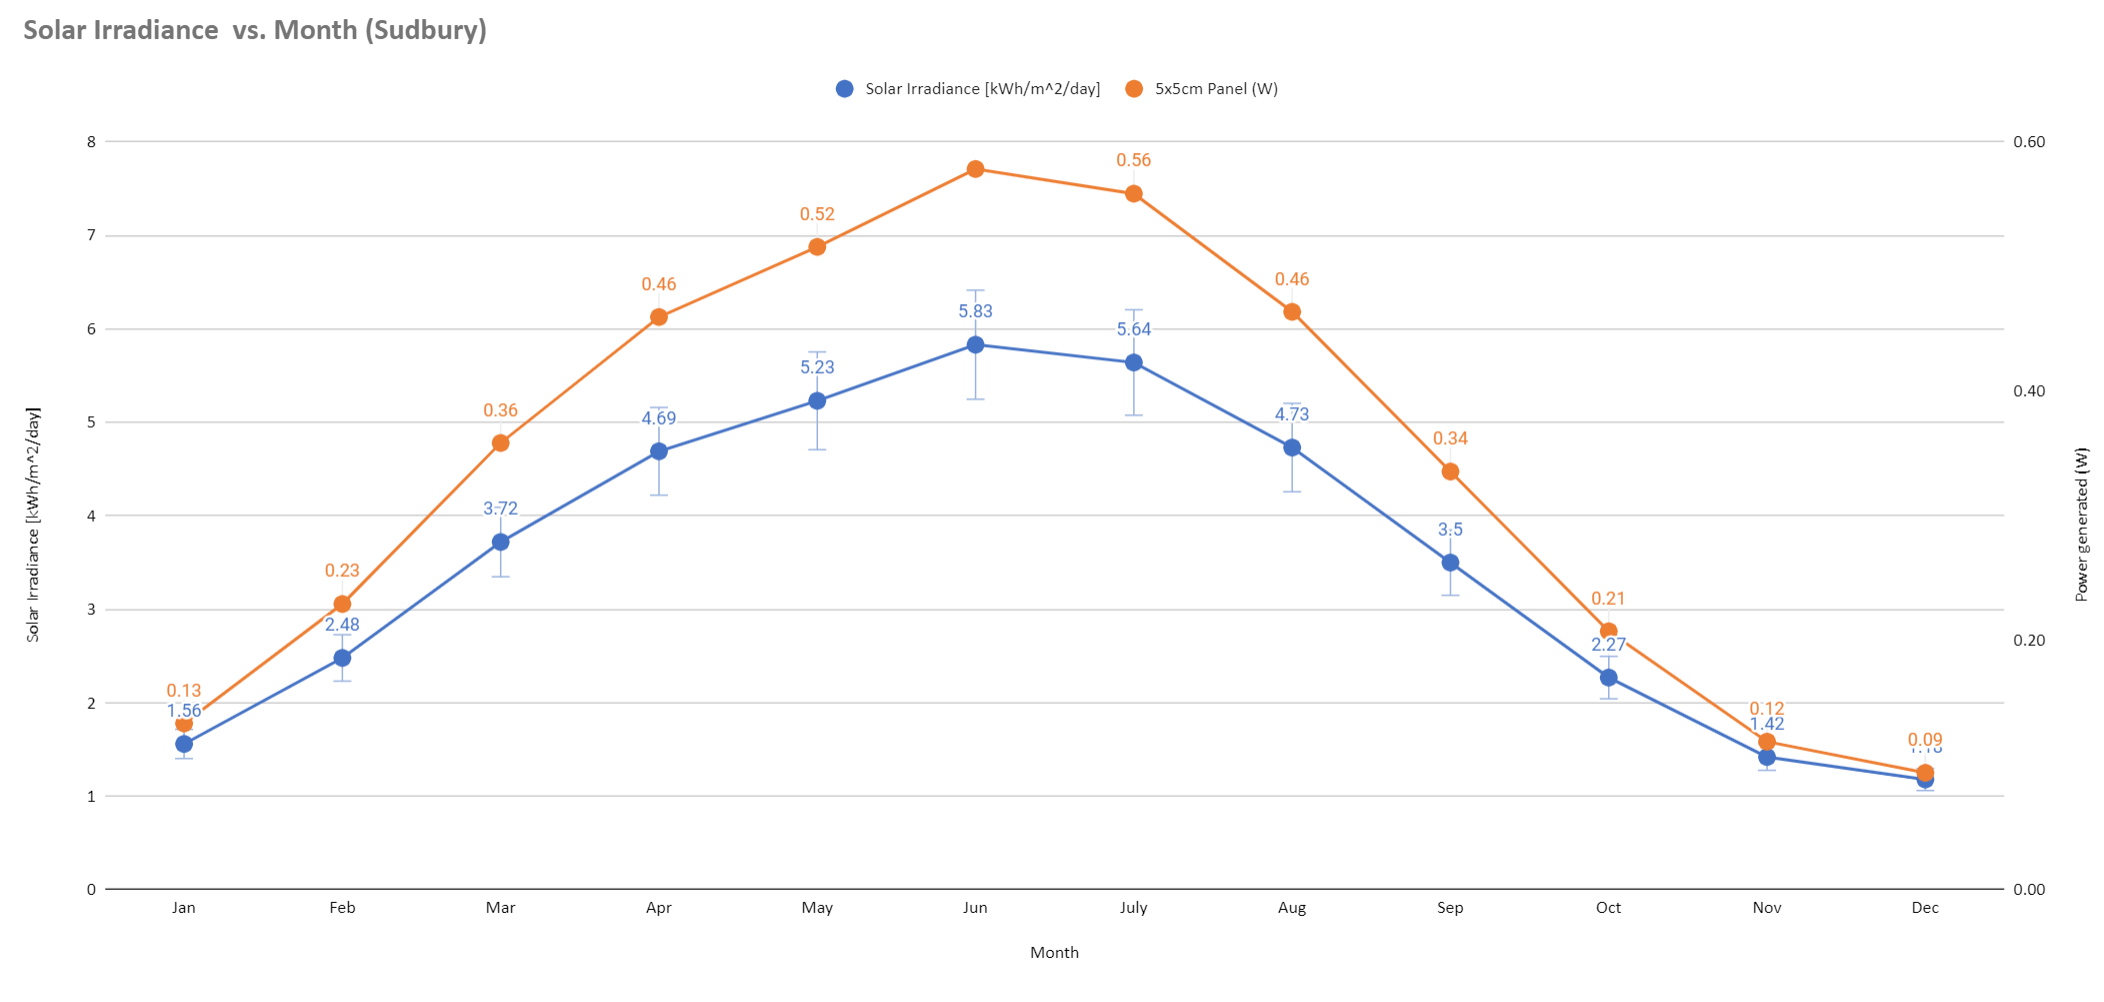 Solar Irradiance vs. Month (Sudbury)
Solar Irradiance [kWh/m^2/day]
5x5cm Panel (W)
8
7
6
5
4
3
2
1
0
0.60
0.40
0.20
0.00
Solar Irradiance [kWh/m^2/day]
Power generated (W)
0.13
0.23
0.36
0.46
0.52
0.56
0.46
0.34
0.21
0.12
0.09
1.56
2.48
3.72
4.69
5.23
5.83
5.64
4.73
3.5
2.27
1.42
Jan
Feb
Mar
Apr
May
Jun
July
Aug
Sep
Oct
Nov
Dec
Month